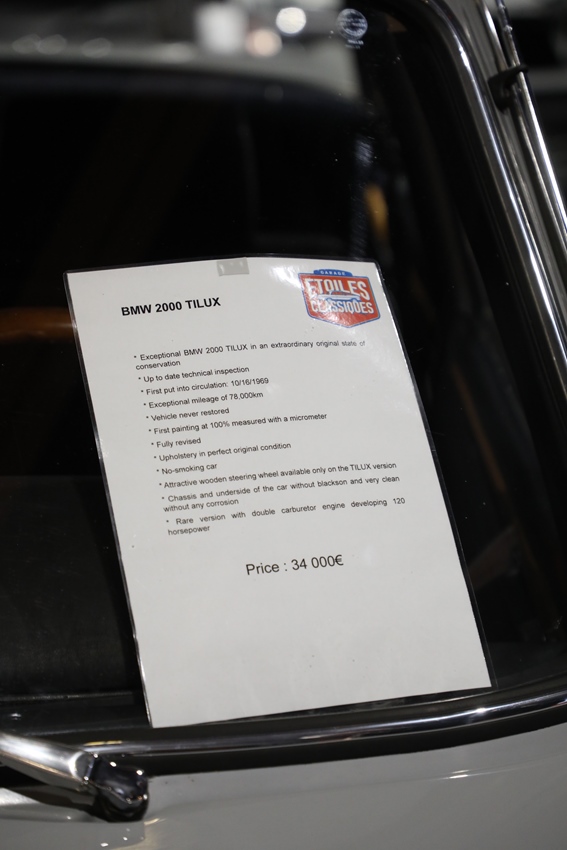 GARAGE
ETOILES
CLASSIQUES
BMW 2000 TILUX
* Exceptional BMW 2000 TILUX in an extraordinary original state of
conservation
* Up to date technical inspection
* First put into circulation: 10/16/1969
* Exceptional mileage of 78,000km
* Vehicle never restored
* First painting at 100% measured with a micrometer
* Fully revised
* Upholstery in perfect original condition
* No-smoking car
* Attractive wooden steering wheel available only on the TILUX version
* Chassis and underside of the car without blackson and very clean
without any corrosion
* Rare version with double carburetor engine developing 120
horsepower
Price : 34 000€